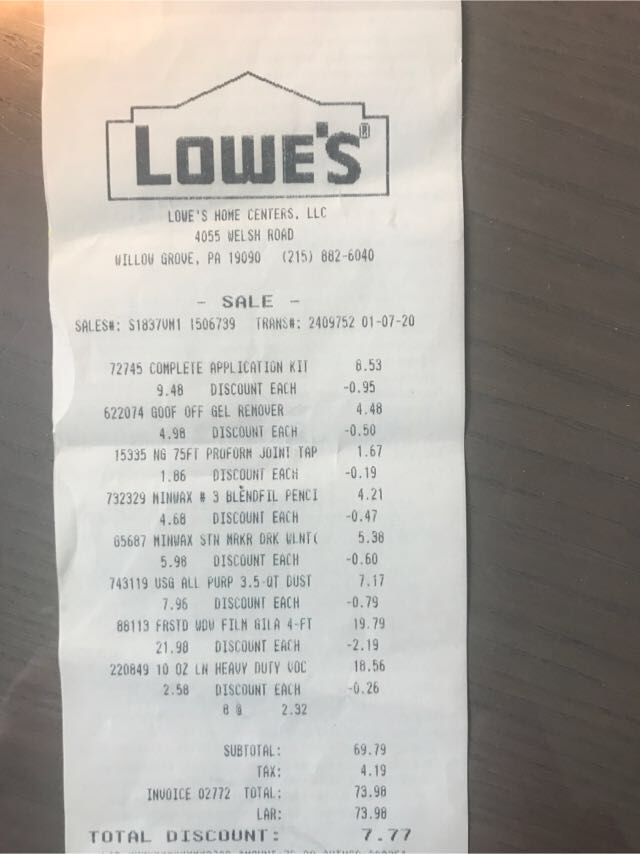 LOWE'S®
LOWE'S HOME CENTERS, LLC
4055 WELSH ROAD
WILLOW GROVE, PA 19090 (215) 882-6040
- SALE -
SALES#: S1837VM1 1506739 TRANS#: 2409752 01-07-20
72745 COMPLETE APPLICATION KIT 8.53
9.48 DISCOUNT EACH -0.95
622074 GOOF OFF GEL REMOVER 4.48
4.98 DISCOUNT EACH -0.50
15335 NG 75FT PROFORM JOINT TAP 1.67
1.86 DISCOUNT EACH -0.19
732329 MINWAX # 3 BLENDFIL PENCI 4.21
4.68 DISCOUNT EACH -0.47
65687 MINWAX STN MRKR DRK WLNT( 5.38
5.98 DISCOUNT EACH -0.60
743119 USG ALL PURP 3.5-QT DUST 7.17
7.96 DISCOUNT EACH -0.79
88113 FRSTD WDW FILM GILA 4-FT 19.79
21.98 DISCOUNT EACH -2.19
220849 10 OZ LN HEAVY DUTY VOC 18.56
2.58 DISCOUNT EACH -0.26
8 @ 2.32
SUBTOTAL: 69.79
TAX: 4.19
INVOICE 02772 TOTAL: 73.98
LAR: 73.98
TOTAL DISCOUNT: 7.77